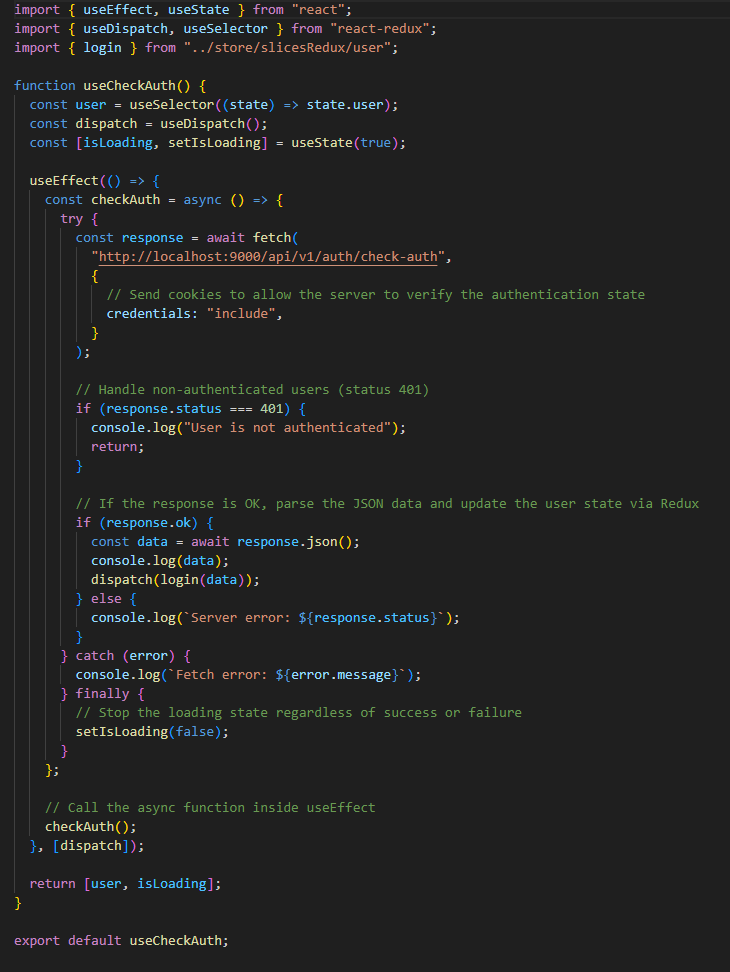 import { useEffect, useState } from "react";
import { useDispatch, useSelector } from "react-redux";
import { login } from "../store/slicesRedux/user";

function useCheckAuth() {
  const user = useSelector((state) => state.user);
  const dispatch = useDispatch();
  const [isLoading, setIsLoading] = useState(true);

  useEffect(() => {
    const checkAuth = async () => {
      try {
        const response = await fetch(
          "http://localhost:9000/api/v1/auth/check-auth",
          {
            // Send cookies to allow the server to verify the authentication state
            credentials: "include",
          }
        );

        // Handle non-authenticated users (status 401)
        if (response.status === 401) {
          console.log("User is not authenticated");
          return;
        }

        // If the response is OK, parse the JSON data and update the user state via Redux
        if (response.ok) {
          const data = await response.json();
          console.log(data);
          dispatch(login(data));
        } else {
          console.log(`Server error: ${response.status}`);
        }
      } catch (error) {
        console.log(`Fetch error: ${error.message}`);
      } finally {
        // Stop the loading state regardless of success or failure
        setIsLoading(false);
      }
    };

    // Call the async function inside useEffect
    checkAuth();
  }, [dispatch]);

  return [user, isLoading];
}

export default useCheckAuth;